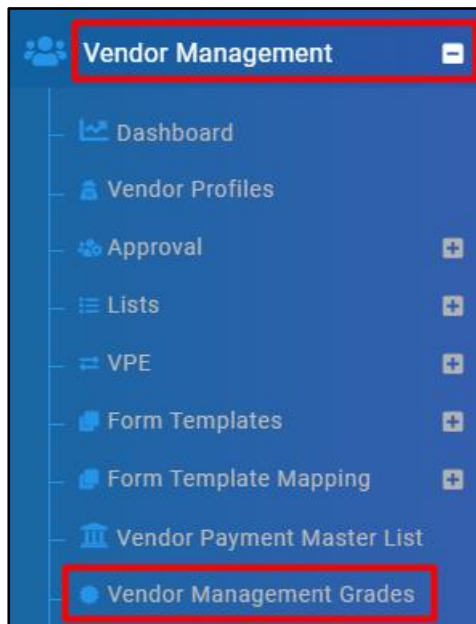 Vendor Management
Dashboard
Vendor Profiles
Approval
Lists
VPE
Form Templates
Form Template Mapping
Vendor Payment Master List
Vendor Management Grades